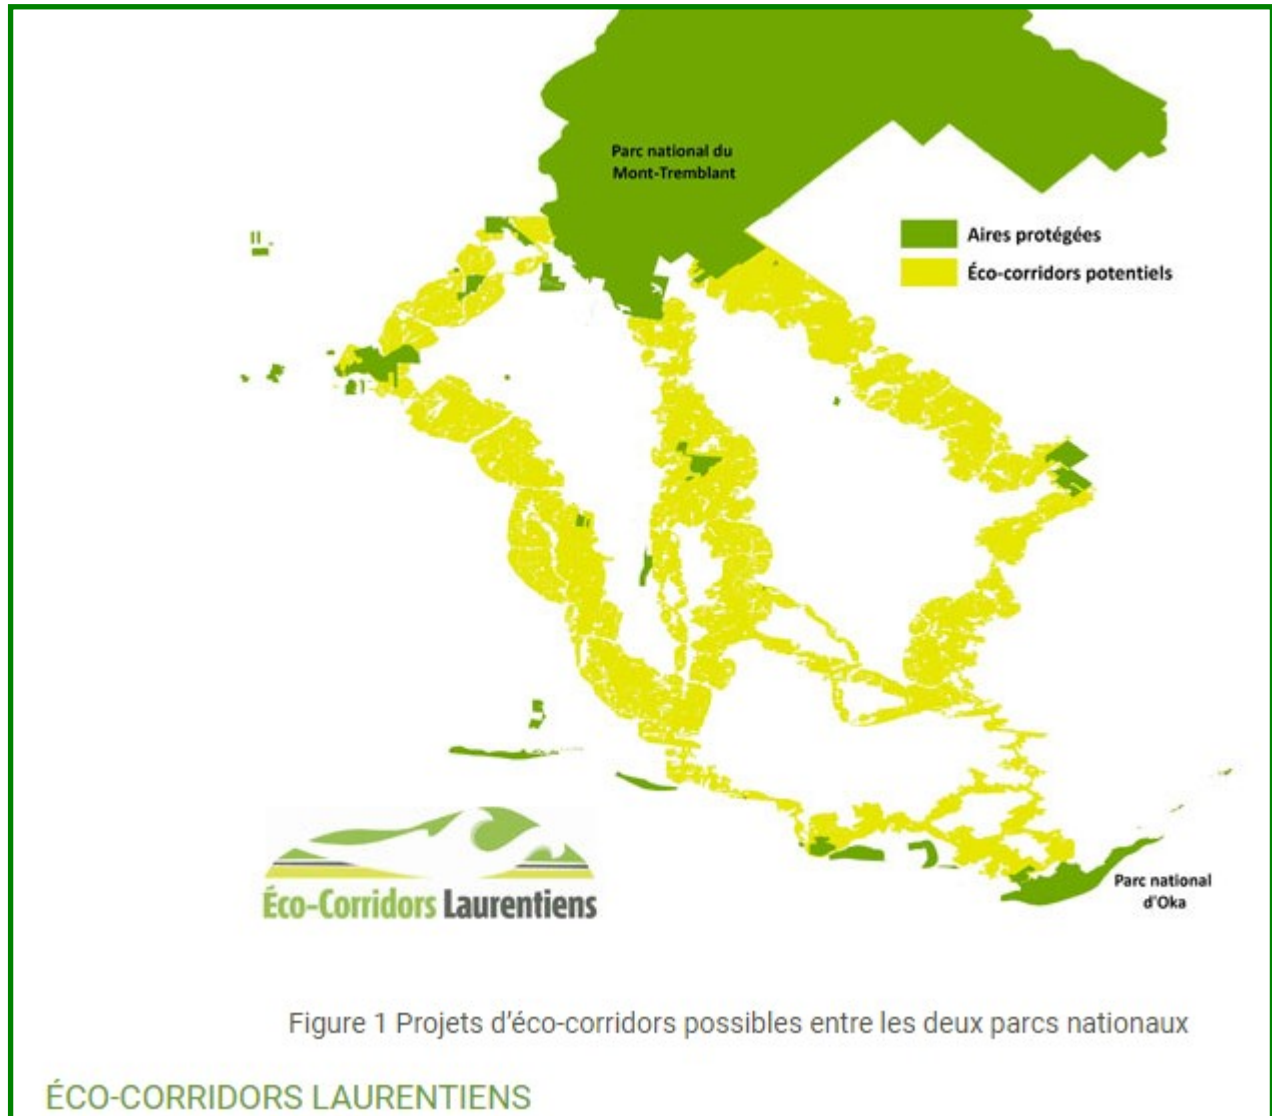 Parc national du
Mont-Tremblant
Aires protégées
Éco-corridors potentiels
Parc national
d'Oka
Éco-Corridors Laurentiens
Figure 1 Projets d'éco-corridors possibles entre les deux parcs nationaux
ÉCO-CORRIDORS LAURENTIENS